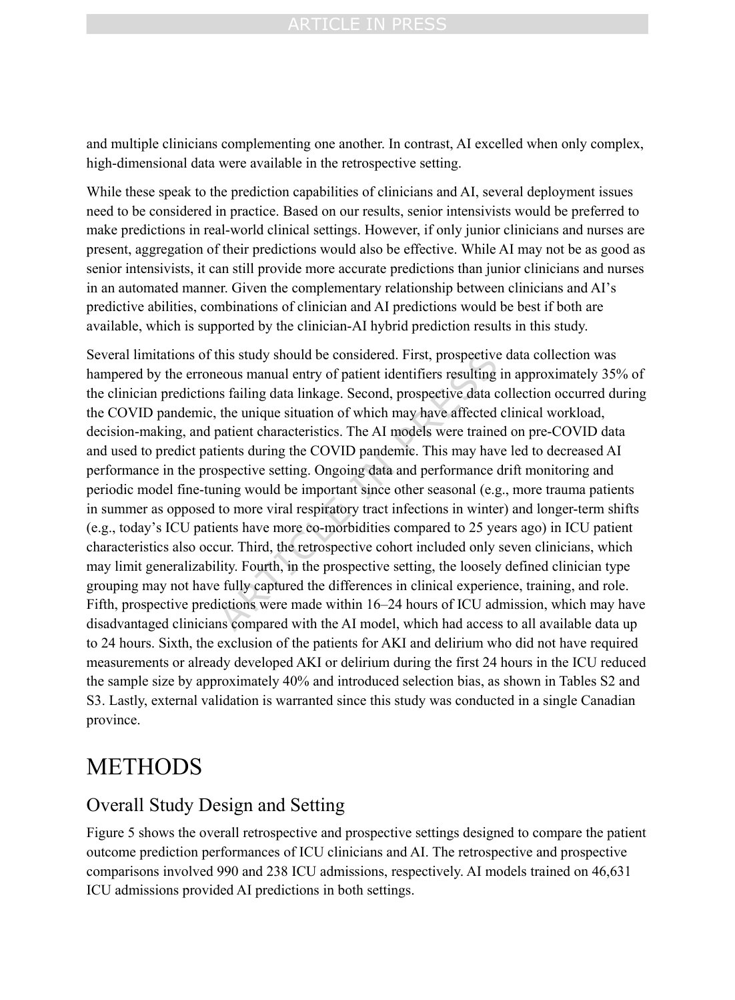 ARTICLE IN PRESS
and multiple clinicians complementing one another. In contrast, AI excelled when only complex,
high-dimensional data were available in the retrospective setting.
While these speak to the prediction capabilities of clinicians and AI, several deployment issues
need to be considered in practice. Based on our results, senior intensivists would be preferred to
make predictions in real-world clinical settings. However, if only junior clinicians and nurses are
present, aggregation of their predictions would also be effective. While AI may not be as good as
senior intensivists, it can still provide more accurate predictions than junior clinicians and nurses
in an automated manner. Given the complementary relationship between clinicians and AI’s
predictive abilities, combinations of clinician and AI predictions would be best if both are
available, which is supported by the clinician-AI hybrid prediction results in this study.
Several limitations of this study should be considered. First, prospective data collection was
hampered by the erroneous manual entry of patient identifiers resulting in approximately 35% of
the clinician predictions failing data linkage. Second, prospective data collection occurred during
the COVID pandemic, the unique situation of which may have affected clinical workload,
decision-making, and patient characteristics. The AI models were trained on pre-COVID data
and used to predict patients during the COVID pandemic. This may have led to decreased AI
performance in the prospective setting. Ongoing data and performance drift monitoring and
periodic model fine-tuning would be important since other seasonal (e.g., more trauma patients
in summer as opposed to more viral respiratory tract infections in winter) and longer-term shifts
(e.g., today’s ICU patients have more co-morbidities compared to 25 years ago) in ICU patient
characteristics also occur. Third, the retrospective cohort included only seven clinicians, which
may limit generalizability. Fourth, in the prospective setting, the loosely defined clinician type
grouping may not have fully captured the differences in clinical experience, training, and role.
Fifth, prospective predictions were made within 16–24 hours of ICU admission, which may have
disadvantaged clinicians compared with the AI model, which had access to all available data up
to 24 hours. Sixth, the exclusion of the patients for AKI and delirium who did not have required
measurements or already developed AKI or delirium during the first 24 hours in the ICU reduced
the sample size by approximately 40% and introduced selection bias, as shown in Tables S2 and
S3. Lastly, external validation is warranted since this study was conducted in a single Canadian
province.
ARTICLE IN PRESS
METHODS
Overall Study Design and Setting
Figure 5 shows the overall retrospective and prospective settings designed to compare the patient
outcome prediction performances of ICU clinicians and AI. The retrospective and prospective
comparisons involved 990 and 238 ICU admissions, respectively. AI models trained on 46,631
ICU admissions provided AI predictions in both settings.